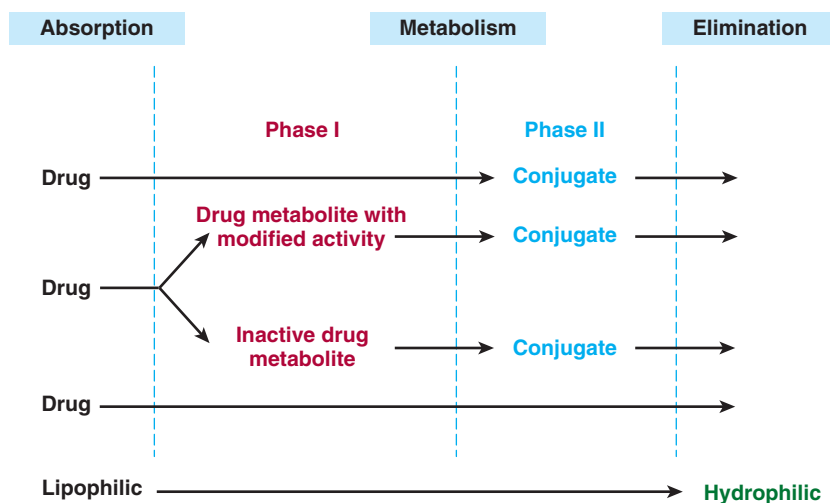 Absorption Metabolism Elimination
Phase I Phase II
Drug Conjugate
Drug metabolite with
modified activity Conjugate
Drug
Inactive drug
metabolite Conjugate
Drug
Lipophilic Hydrophilic